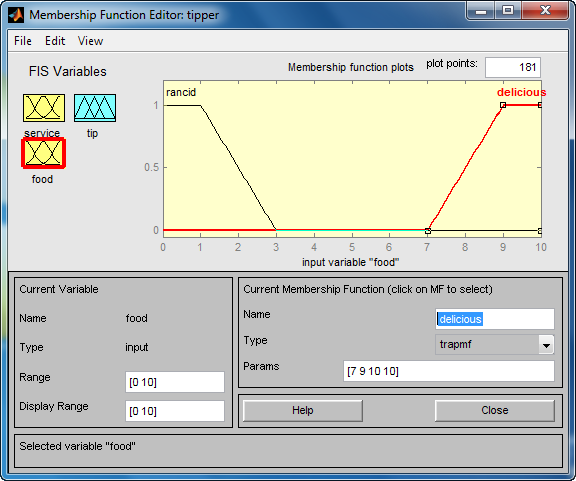 Membership Function Editor: tipper
File Edit View
FIS Variables
service
tip
food
Membership function plots
plot points:
181
rancid
delicious
1
0.5
0
0 1 2 3 4 5 6 7 8 9 10
input variable "food"
Current Variable
Name food
Type input
Range [0 10]
Display Range [0 10]
Current Membership Function (click on MF to select)
Name delicious
Type trapmf
Params [7 9 10 10]
Help
Close
Selected variable "food"